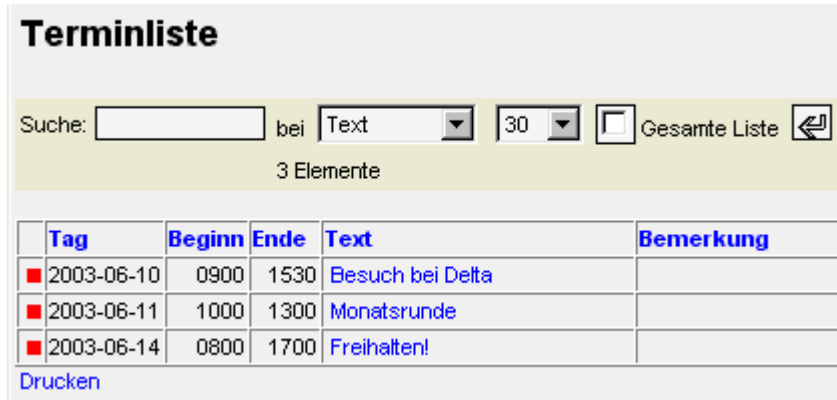 Terminliste
Suche: bei Text 30 Gesamte Liste
3 Elemente
Tag Beginn Ende Text Bemerkung
2003-06-10 0900 1530 Besuch bei Delta
2003-06-11 1000 1300 Monatsrunde
2003-06-14 0800 1700 Freihalten!
Drucken